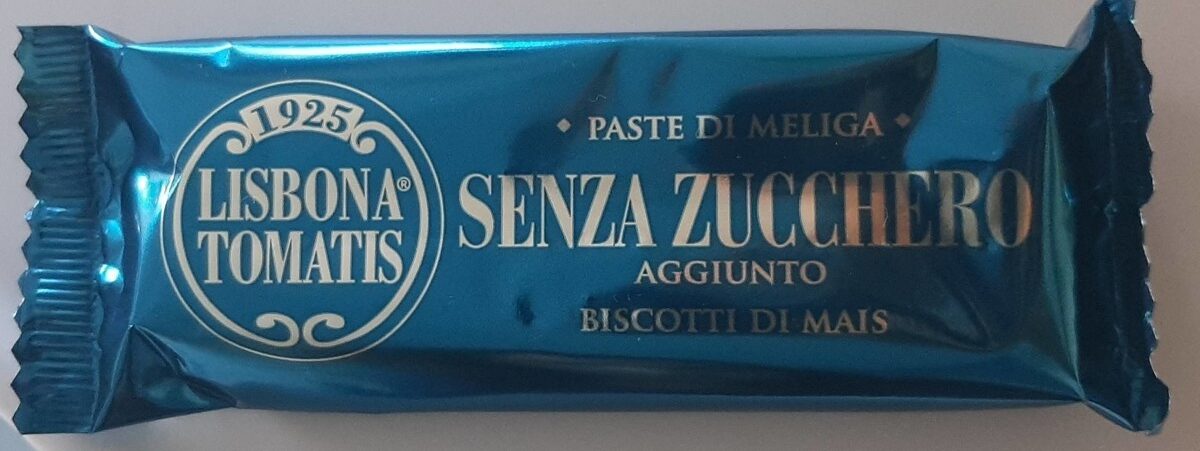 1925
LISBONA®
TOMATIS
PASTE DI MELIGA
SENZA ZUCCHERO
AGGIUNTO
BISCOTTI DI MAIS